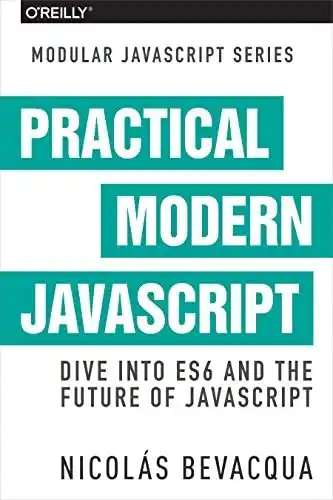 O'REILLY®
MODULAR JAVASCRIPT SERIES
PRACTICAL
MODERN
JAVASCRIPT
DIVE INTO ES6 AND THE
FUTURE OF JAVASCRIPT
NICOLÁS BEVACQUA